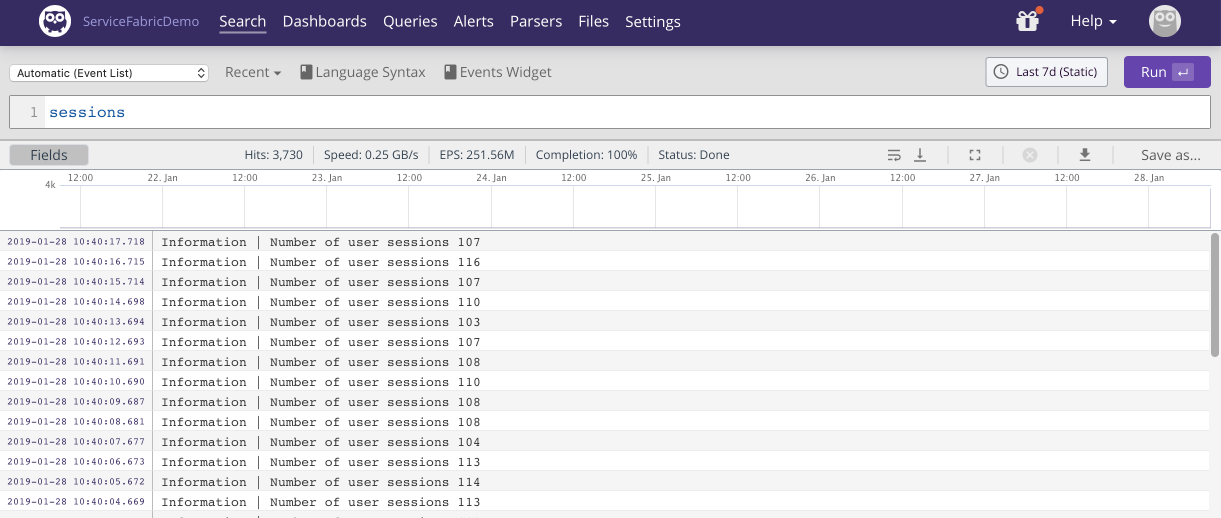 ServiceFabricDemo Search Dashboards Queries Alerts Parsers Files Settings Help
Automatic (Event List) Recent Language Syntax Events Widget Last 7d (Static) Run
1 sessions
Fields Hits: 3,730 Speed: 0.25 GB/s EPS: 251.56M Completion: 100% Status: Done Save as...
12:00 22. Jan 12:00 23. Jan 12:00 24. Jan 12:00 25. Jan 12:00 26. Jan 12:00 27. Jan 12:00 28. Jan
4k
2019-01-28 10:40:17.718 Information | Number of user sessions 107
2019-01-28 10:40:16.715 Information | Number of user sessions 116
2019-01-28 10:40:15.714 Information | Number of user sessions 107
2019-01-28 10:40:14.698 Information | Number of user sessions 110
2019-01-28 10:40:13.694 Information | Number of user sessions 103
2019-01-28 10:40:12.693 Information | Number of user sessions 107
2019-01-28 10:40:11.691 Information | Number of user sessions 108
2019-01-28 10:40:10.690 Information | Number of user sessions 110
2019-01-28 10:40:09.687 Information | Number of user sessions 108
2019-01-28 10:40:08.681 Information | Number of user sessions 108
2019-01-28 10:40:07.677 Information | Number of user sessions 104
2019-01-28 10:40:06.673 Information | Number of user sessions 113
2019-01-28 10:40:05.672 Information | Number of user sessions 114
2019-01-28 10:40:04.669 Information | Number of user sessions 113